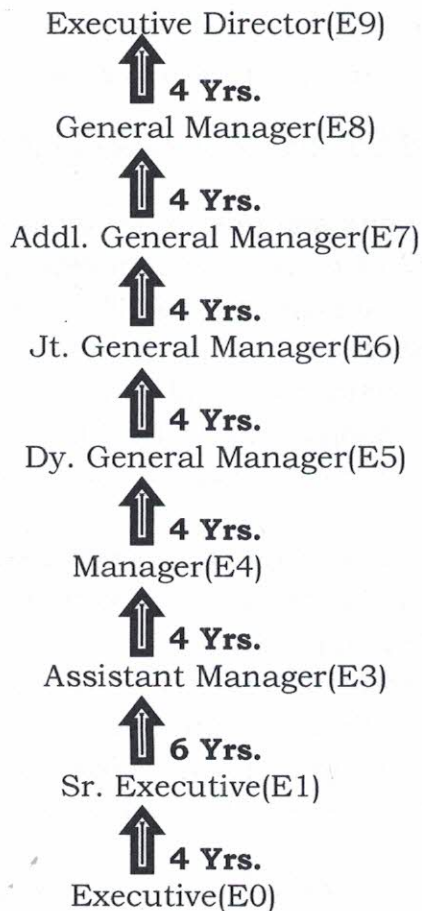 Executive Director(E9)
4 Yrs.
General Manager(E8)
4 Yrs.
Addl. General Manager(E7)
4 Yrs.
Jt. General Manager(E6)
4 Yrs.
Dy. General Manager(E5)
4 Yrs.
Manager(E4)
4 Yrs.
Assistant Manager(E3)
6 Yrs.
Sr. Executive(E1)
4 Yrs.
Executive(E0)